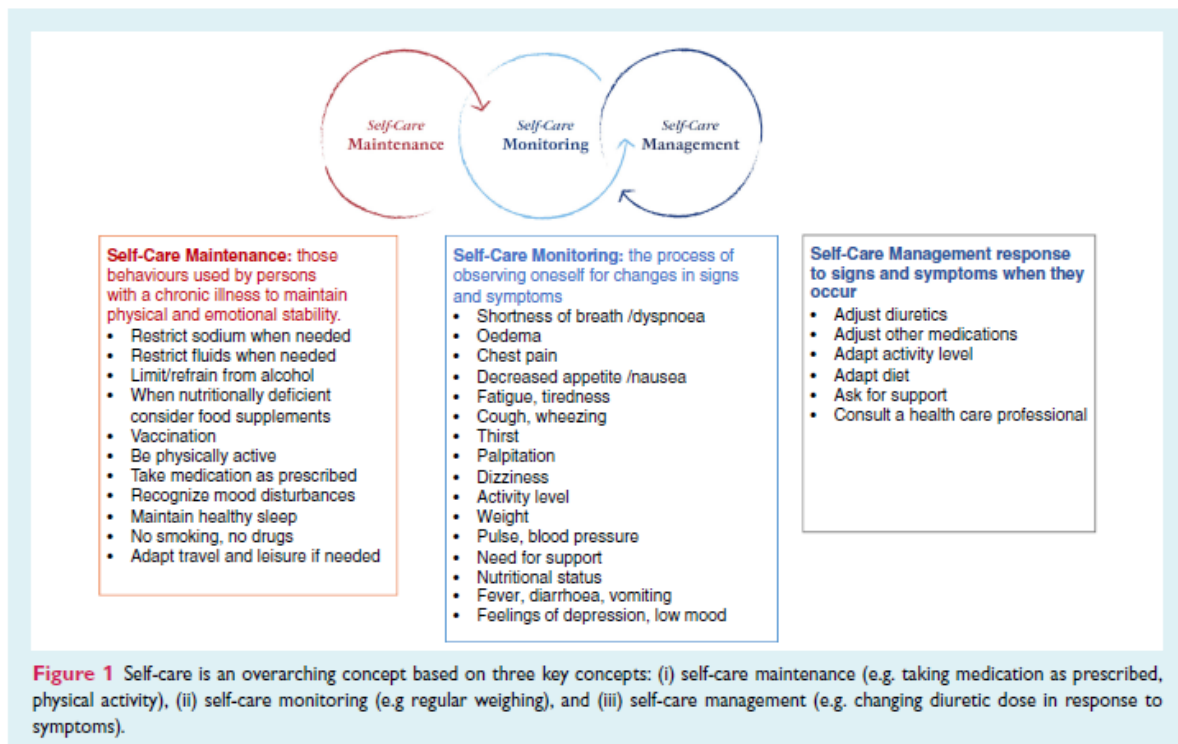 Self-Care
Maintenance
Self-Care
Monitoring
Self-Care
Management
Self-Care Maintenance: those
behaviours used by persons
with a chronic illness to maintain
physical and emotional stability.
• Restrict sodium when needed
• Restrict fluids when needed
• Limit/refrain from alcohol
• When nutritionally deficient
consider food supplements
• Vaccination
• Be physically active
• Take medication as prescribed
• Recognize mood disturbances
• Maintain healthy sleep
• No smoking, no drugs
• Adapt travel and leisure if needed
Self-Care Monitoring: the process of
observing oneself for changes in signs
and symptoms
• Shortness of breath /dyspnoea
• Oedema
• Chest pain
• Decreased appetite /nausea
• Fatigue, tiredness
• Cough, wheezing
• Thirst
• Palpitation
• Dizziness
• Activity level
• Weight
• Pulse, blood pressure
• Need for support
• Nutritional status
• Fever, diarrhoea, vomiting
• Feelings of depression, low mood
Self-Care Management response
to signs and symptoms when they
occur
• Adjust diuretics
• Adjust other medications
• Adapt activity level
• Adapt diet
• Ask for support
• Consult a health care professional
Figure 1 Self-care is an overarching concept based on three key concepts: (i) self-care maintenance (e.g. taking medication as prescribed,
physical activity), (ii) self-care monitoring (e.g regular weighing), and (iii) self-care management (e.g. changing diuretic dose in response to
symptoms).